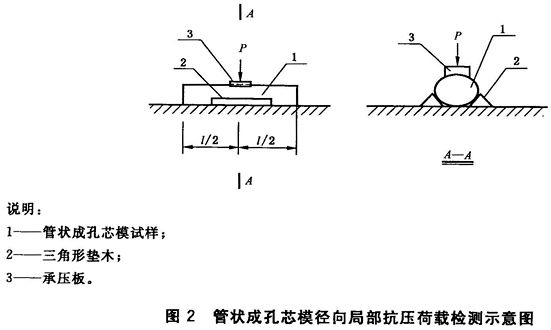 A
3
P
1
2
l/2
l/2
A
3
P
1
2
A—A
说明：
1——管状成孔芯模试样；
2——三角形垫木；
3——承压板。
图 2 管状成孔芯模径向局部抗压荷载检测示意图